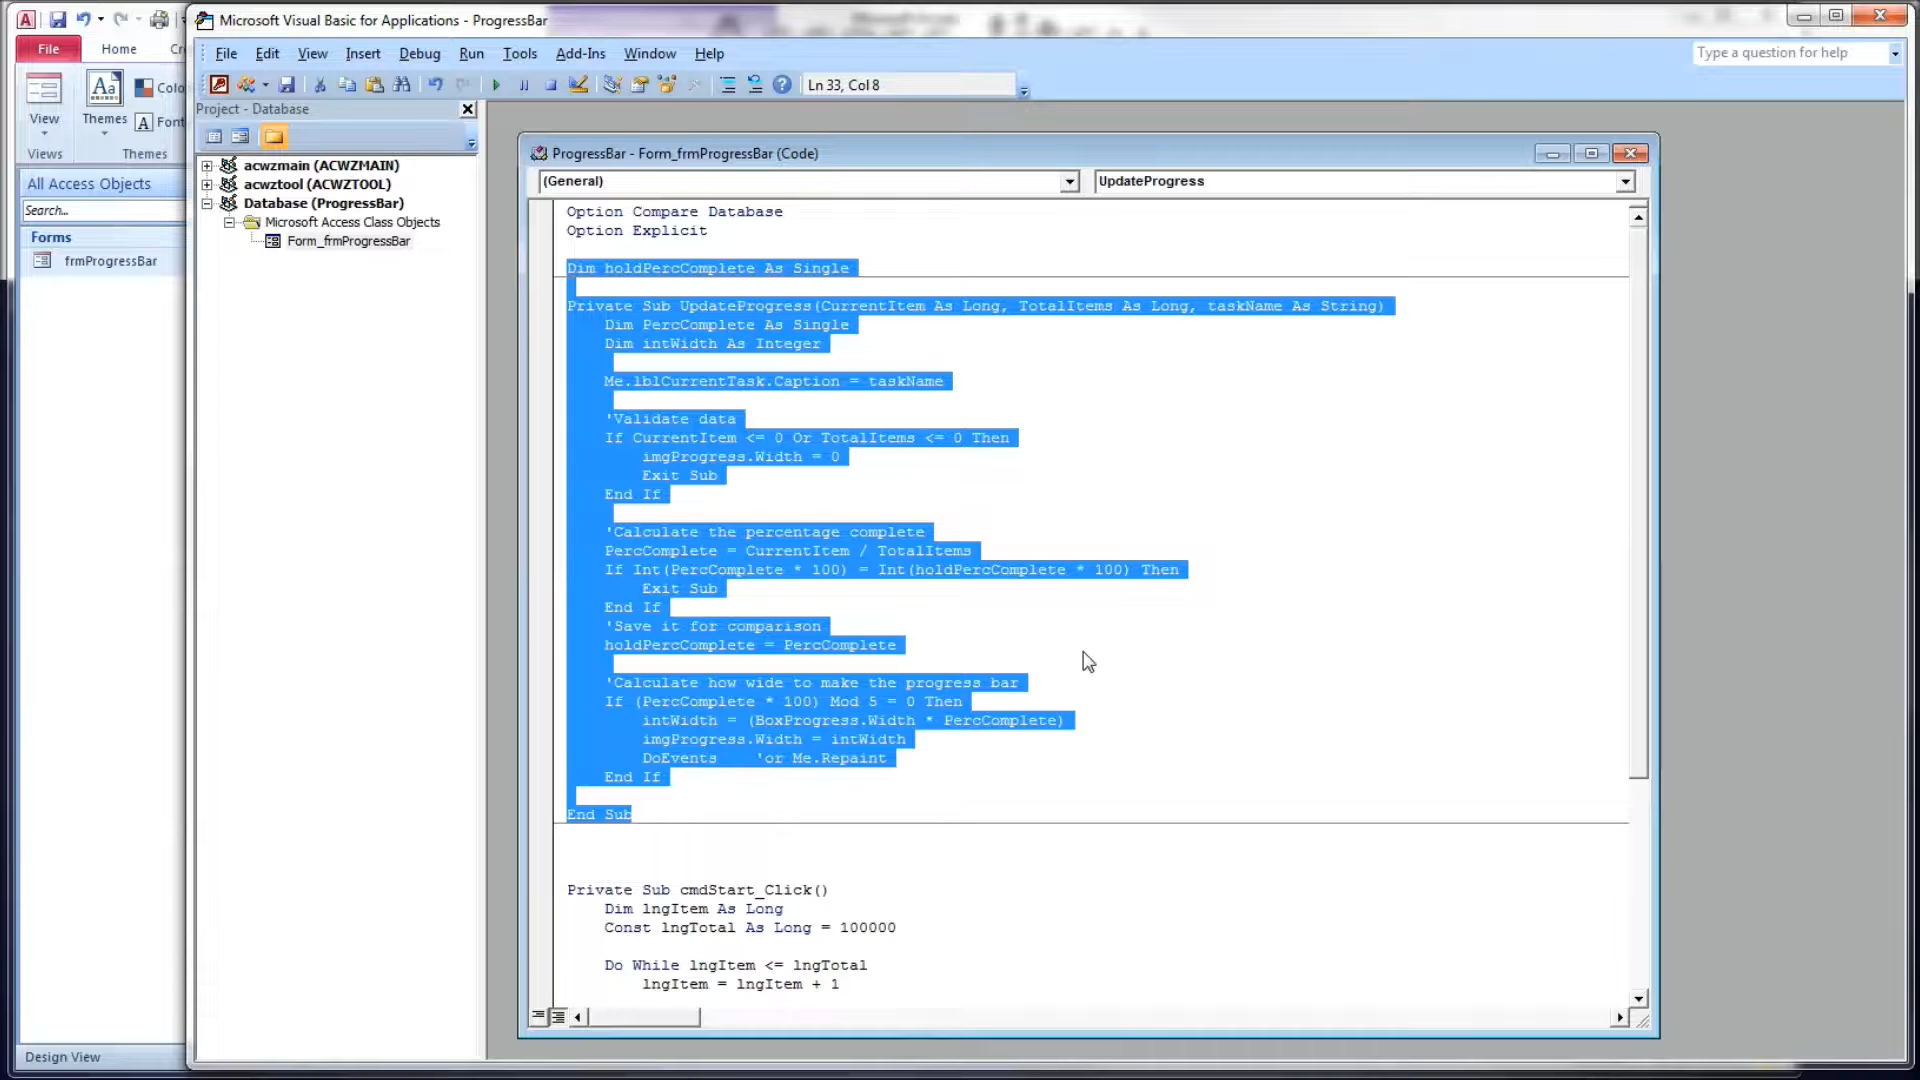 Microsoft Visual Basic for Applications - ProgressBar
File
Home
File Edit View Insert Debug Run Tools Add-Ins Window Help
Type a question for help
Ln 33, Col 8
View
Themes
Views
Themes
Project - Database
acwzmain (ACWZMAIN)
acwztool (ACWZTOOL)
Database (ProgressBar)
Microsoft Access Class Objects
Form_frmProgressBar
All Access Objects
Search...
Forms
frmProgressBar
Design View
ProgressBar - Form_frmProgressBar (Code)
(General)
UpdateProgress
Option Compare Database
Option Explicit
Dim holdPercComplete As Single
Private Sub UpdateProgress(CurrentItem As Long, TotalItems As Long, taskName As String)
Dim PercComplete As Single
Dim intWidth As Integer
Me.lblCurrentTask.Caption = taskName
'Validate data
If CurrentItem <= 0 Or TotalItems <= 0 Then
imgProgress.Width = 0
Exit Sub
End If
'Calculate the percentage complete
PercComplete = CurrentItem / TotalItems
If Int(PercComplete * 100) = Int(holdPercComplete * 100) Then
Exit Sub
End If
'Save it for comparison
holdPercComplete = PercComplete
'Calculate how wide to make the progress bar
If (PercComplete * 100) Mod 5 = 0 Then
intWidth = (BoxProgress.Width * PercComplete)
imgProgress.Width = intWidth
DoEvents 'or Me.Repaint
End If
End Sub
Private Sub cmdStart_Click()
Dim lngItem As Long
Const lngTotal As Long = 100000
Do While lngItem <= lngTotal
lngItem = lngItem + 1